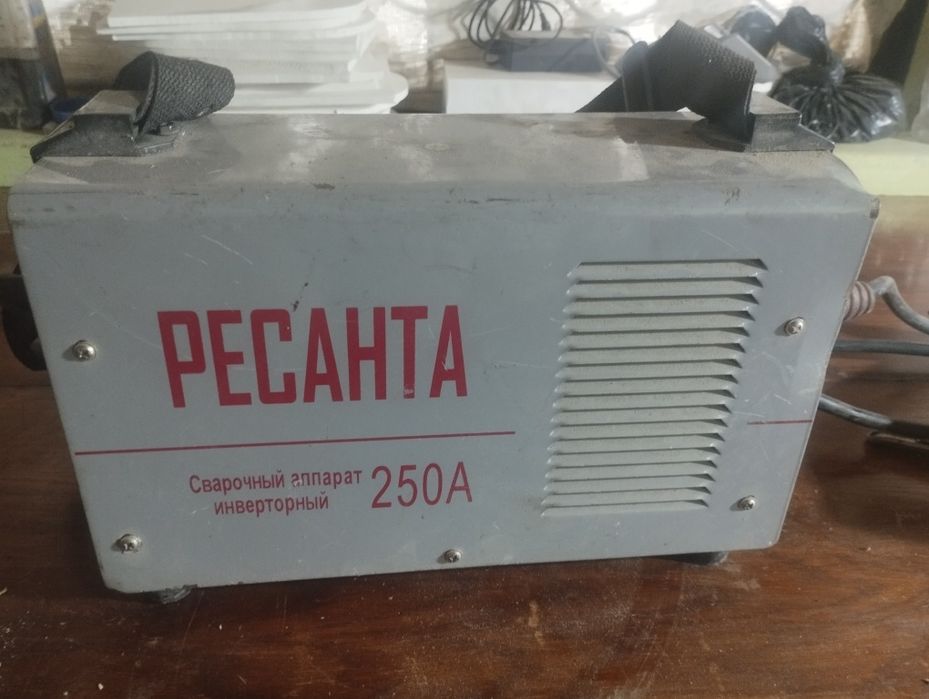 РЕСАНТА
Сварочный аппарат
инверторный
250А